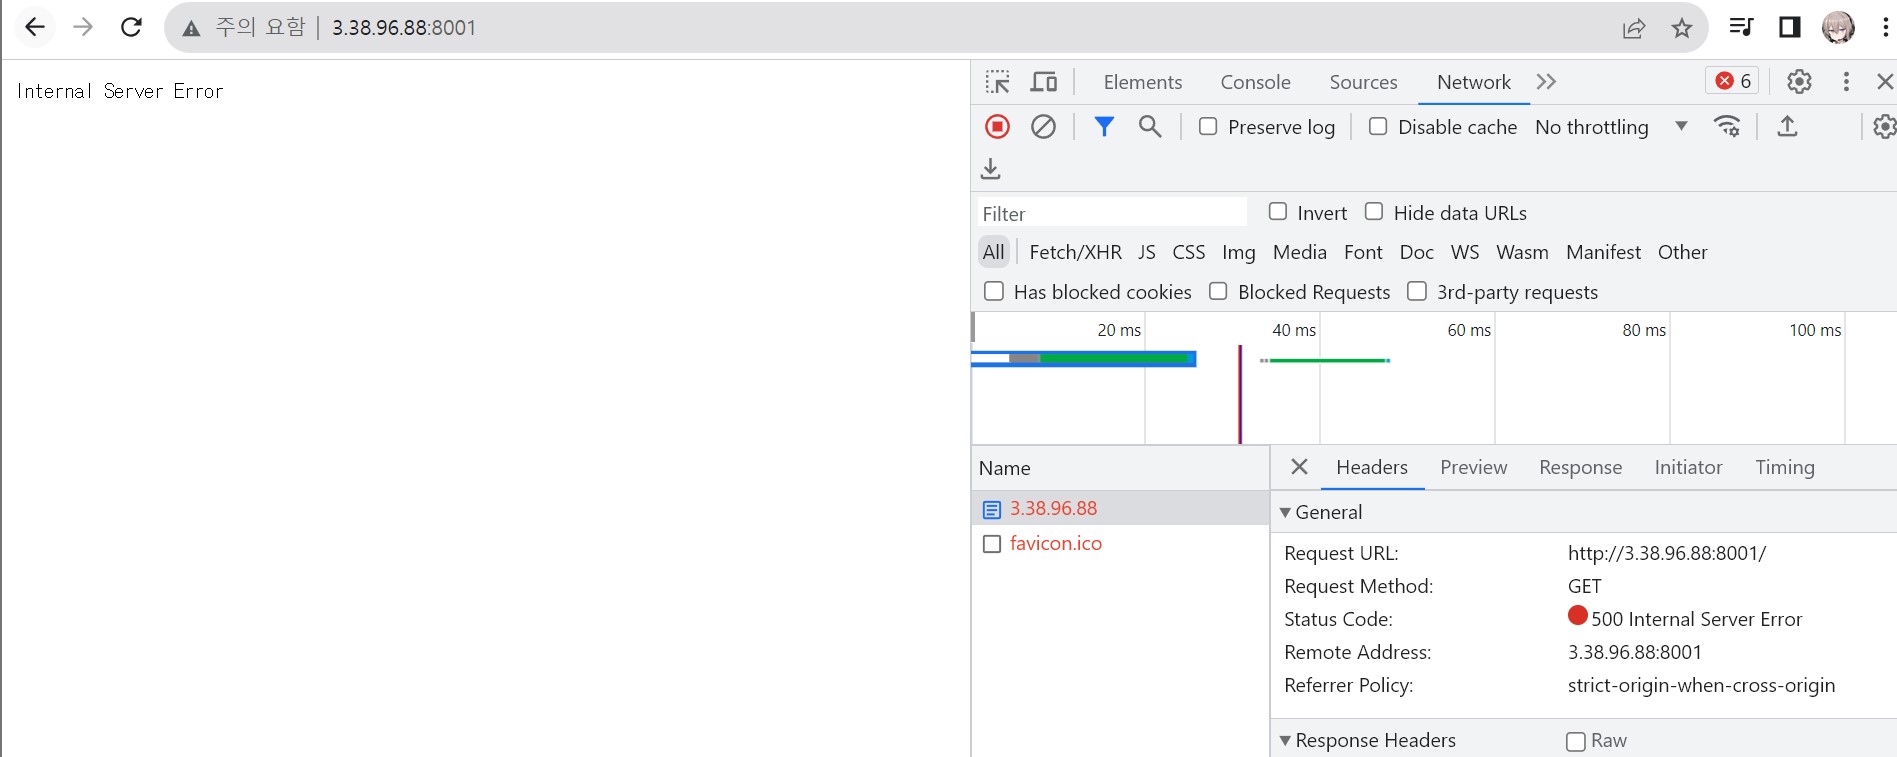 주의 요함 | 3.38.96.88:8001
Internal Server Error
Elements Console Sources Network 6
Preserve log Disable cache No throttling
Filter Invert Hide data URLs
All Fetch/XHR JS CSS Img Media Font Doc WS Wasm Manifest Other
Has blocked cookies Blocked Requests 3rd-party requests
20 ms 40 ms 60 ms 80 ms 100 ms
Name
3.38.96.88
favicon.ico
Headers Preview Response Initiator Timing
General
Request URL: http://3.38.96.88:8001/
Request Method: GET
Status Code: 500 Internal Server Error
Remote Address: 3.38.96.88:8001
Referrer Policy: strict-origin-when-cross-origin
Response Headers Raw